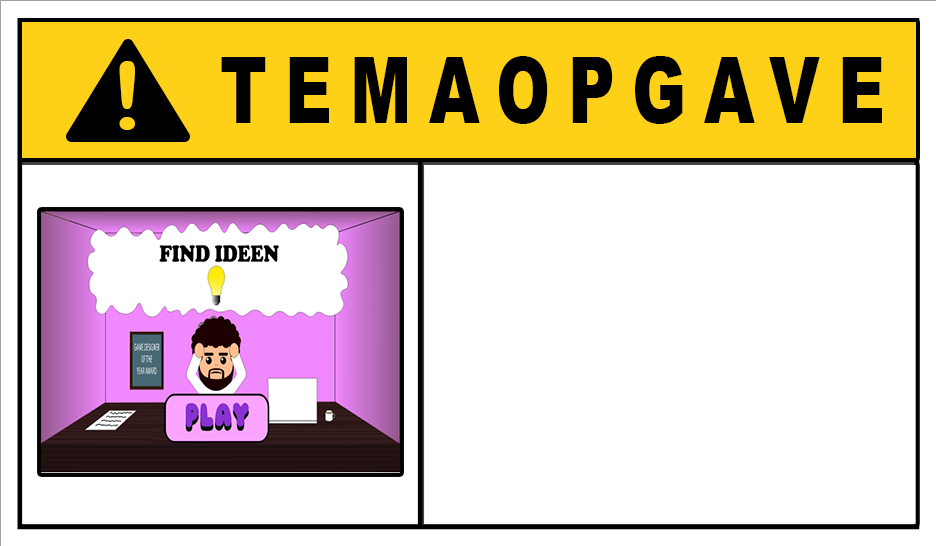 TEMAOPGAVE
FIND IDEEN
GAME DESIGNER
OF THE
YEAR AWARD
PLAY